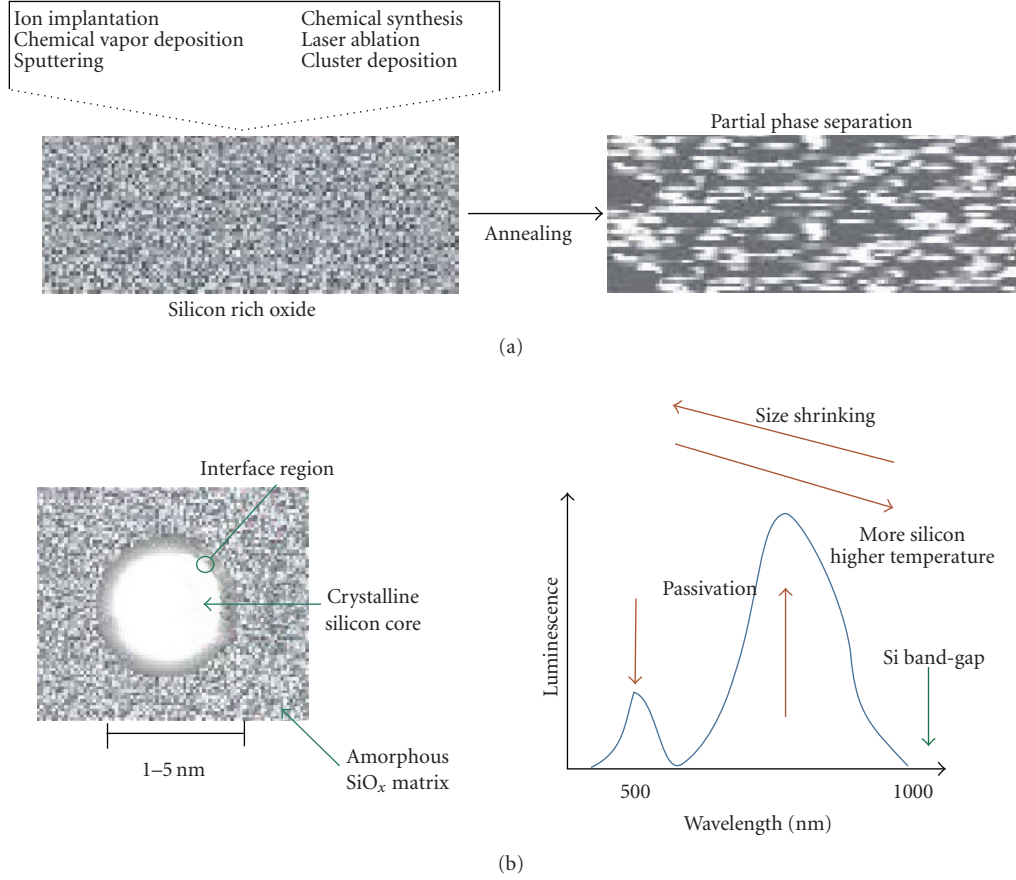 Ion implantation
Chemical vapor deposition
Sputtering
Chemical synthesis
Laser ablation
Cluster deposition
Partial phase separation
Annealing
Silicon rich oxide
(a)
Interface region
Crystalline
silicon core
Amorphous
SiOₓ matrix
1–5 nm
Size shrinking
More silicon
higher temperature
Passivation
Si band-gap
Luminescence
500
1000
Wavelength (nm)
(b)